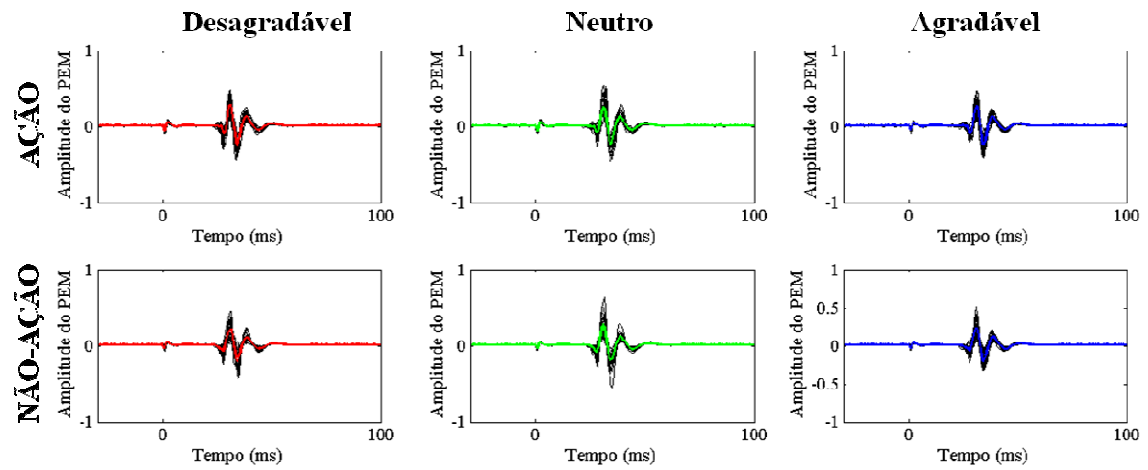 Desagradável Neutro Agradável
AÇÃO
Amplitude do PEM
1
0
-1
0 100
Tempo (ms)
Amplitude do PEM
1
0
-1
0 100
Tempo (ms)
Amplitude do PEM
1
0
-1
0 100
Tempo (ms)
NÃO-AÇÃO
Amplitude do PEM
1
0
-1
0 100
Tempo (ms)
Amplitude do PEM
1
0
-1
0 100
Tempo (ms)
Amplitude do PEM
1
0.5
0
-0.5
-1
0 100
Tempo (ms)